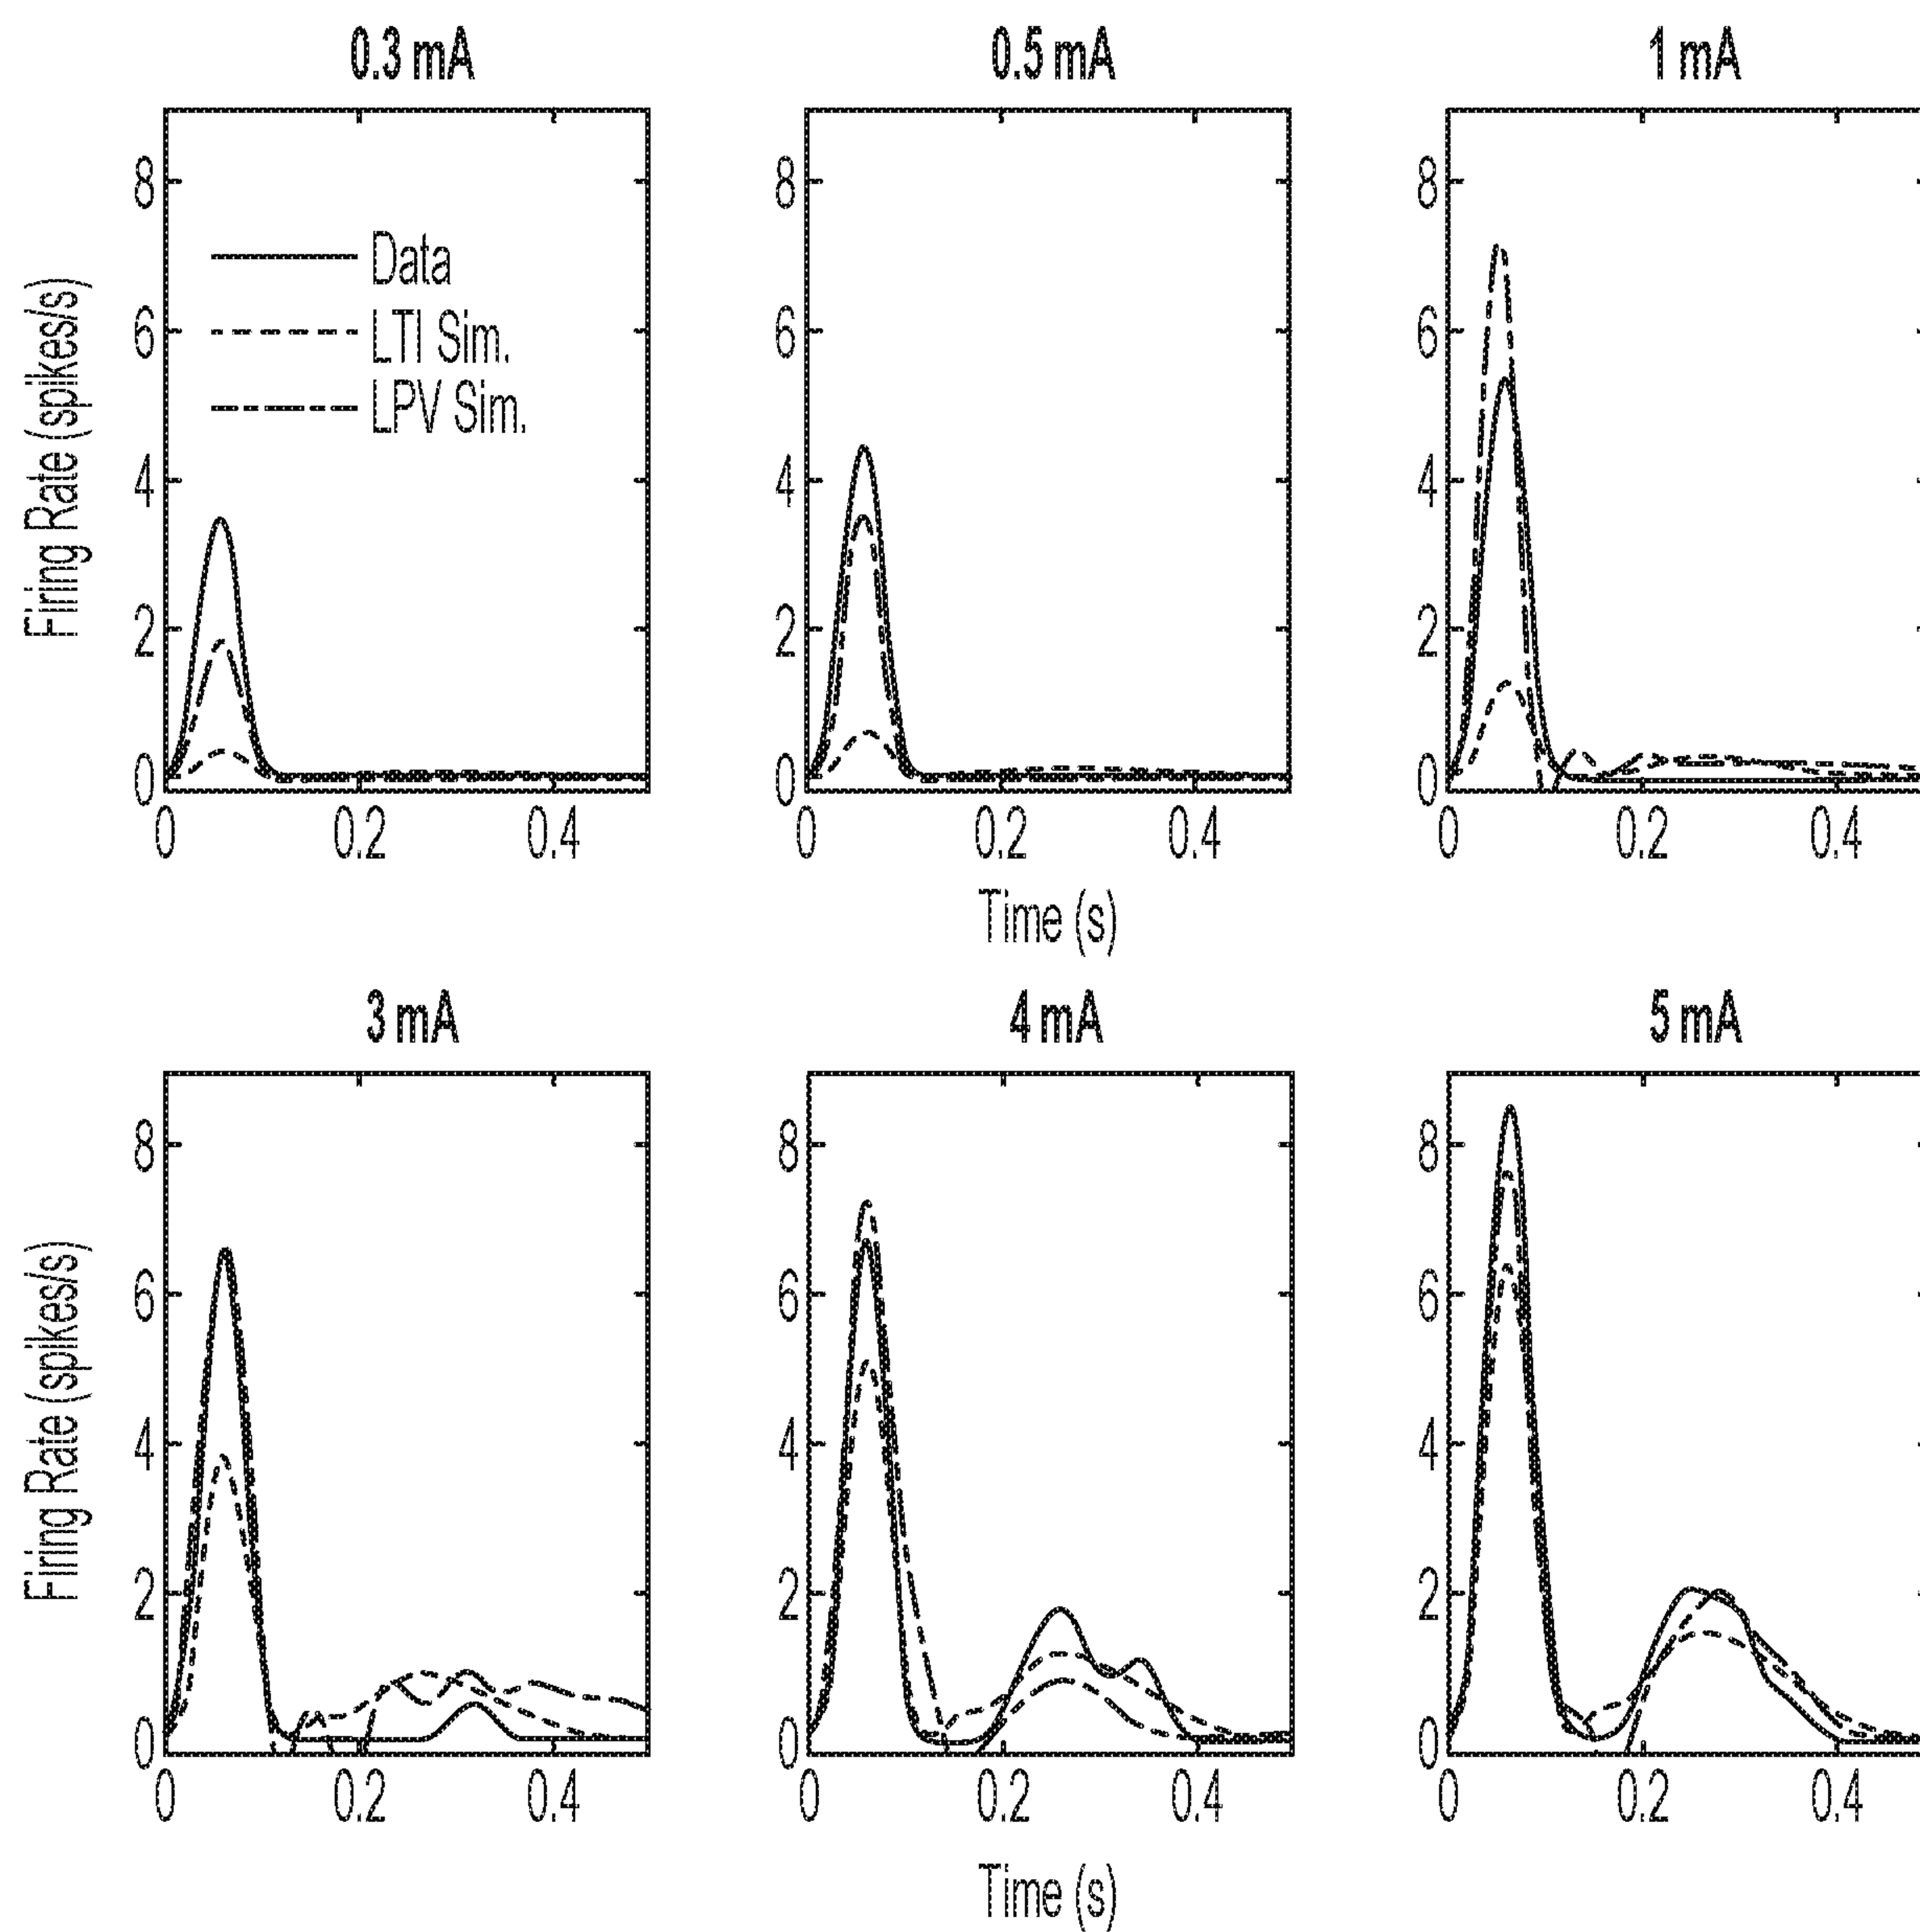 0.3 mA 0.5 mA 1 mA
Firing Rate (spikes/s)
8 8 8
Data
6 LTI Sim. 6 6
LPV Sim.
4 4 4
2 2 2
0 0 0
0 0.2 0.4 0 0.2 0.4 0 0.2 0.4
Time (s)
3 mA 4 mA 5 mA
Firing Rate (spikes/s)
8 8 8
6 6 6
4 4 4
2 2 2
0 0 0
0 0.2 0.4 0 0.2 0.4 0 0.2 0.4
Time (s)